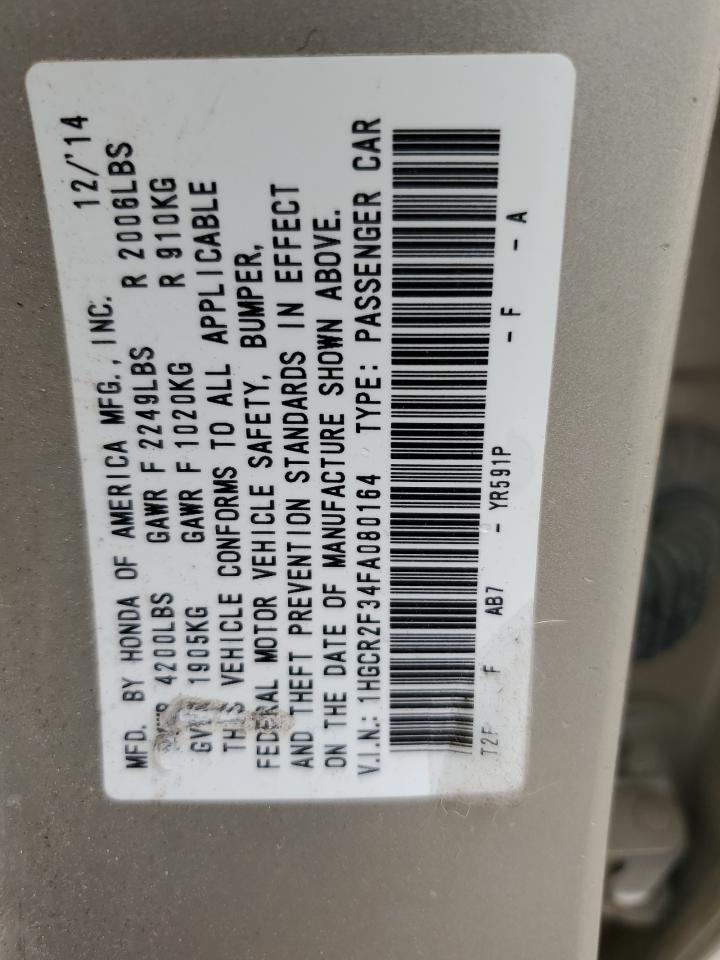 MFD. BY HONDA OF AMERICA MFG., INC. 12/'14
4200LBS GAWR F 2249LBS R 2006LBS
1905KG GAWR F 1020KG R 910KG
THIS VEHICLE CONFORMS TO ALL APPLICABLE
FEDERAL MOTOR VEHICLE SAFETY, BUMPER,
AND THEFT PREVENTION STANDARDS IN EFFECT
ON THE DATE OF MANUFACTURE SHOWN ABOVE.
V.I.N.: 1HGCR2F34FA080164 TYPE: PASSENGER CAR
F AB7 - YR591P - F - A